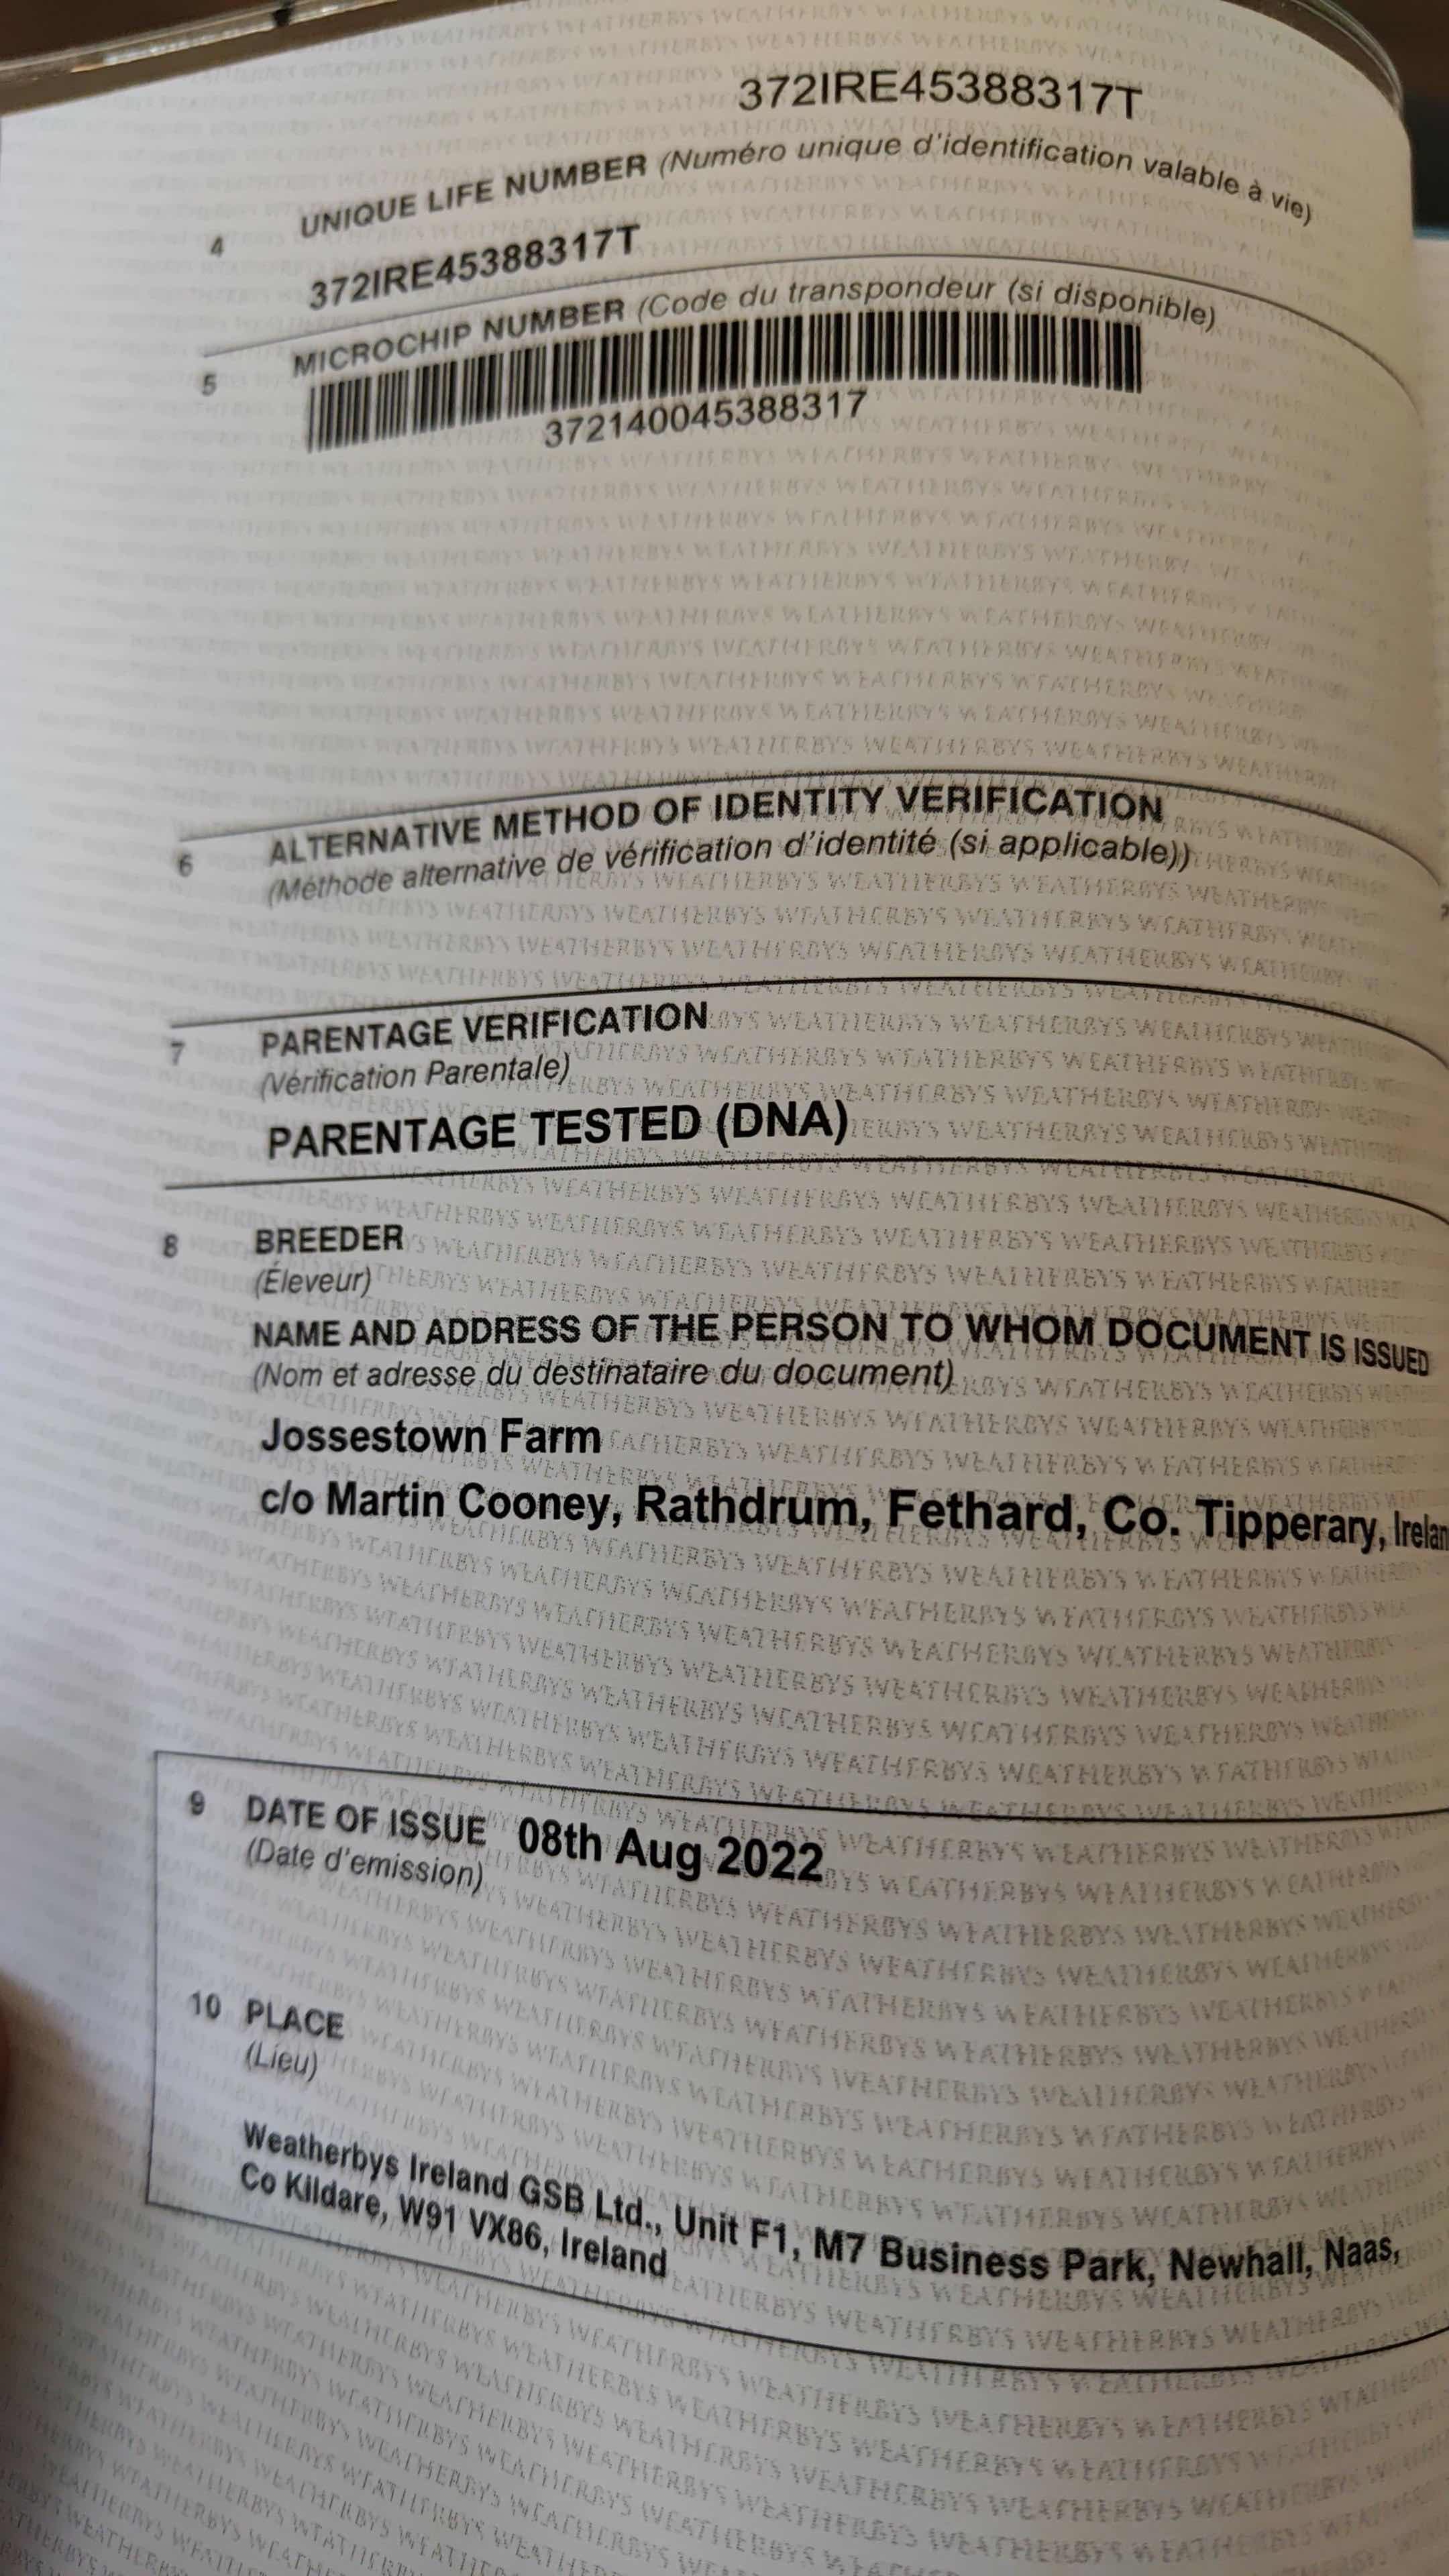 372IRE45388317T
4 UNIQUE LIFE NUMBER (Numéro unique d'identification valable à vie)
372IRE45388317T
5 MICROCHIP NUMBER (Code du transpondeur (si disponible)
372140045388317
6 ALTERNATIVE METHOD OF IDENTITY VERIFICATION
(Méthode alternative de vérification d'identité (si applicable))
7 PARENTAGE VERIFICATION
(Vérification Parentale)
PARENTAGE TESTED (DNA)
8 BREEDER
(Éleveur)
NAME AND ADDRESS OF THE PERSON TO WHOM DOCUMENT IS ISSUED
(Nom et adresse du destinataire du document)
Jossestown Farm
c/o Martin Cooney, Rathdrum, Fethard, Co. Tipperary, Irelan
9 DATE OF ISSUE 08th Aug 2022
(Date d'emission)
10 PLACE
(Lieu)
Weatherbys Ireland GSB Ltd., Unit F1, M7 Business Park, Newhall, Naas,
Co Kildare, W91 VX86, Ireland